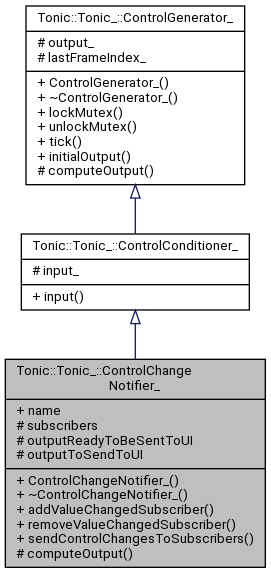 Tonic::Tonic_::ControlGenerator_
# output_
# lastFrameIndex_
+ ControlGenerator_()
+ ~ControlGenerator_()
+ lockMutex()
+ unlockMutex()
+ tick()
+ initialOutput()
# computeOutput()
Tonic::Tonic_::ControlConditioner_
# input_
+ input()
Tonic::Tonic_::ControlChange
Notifier_
+ name
# subscribers
# outputReadyToBeSentToUI
# outputToSendToUI
+ ControlChangeNotifier_()
+ ~ControlChangeNotifier_()
+ addValueChangedSubscriber()
+ removeValueChangedSubscriber()
+ sendControlChangesToSubscribers()
# computeOutput()